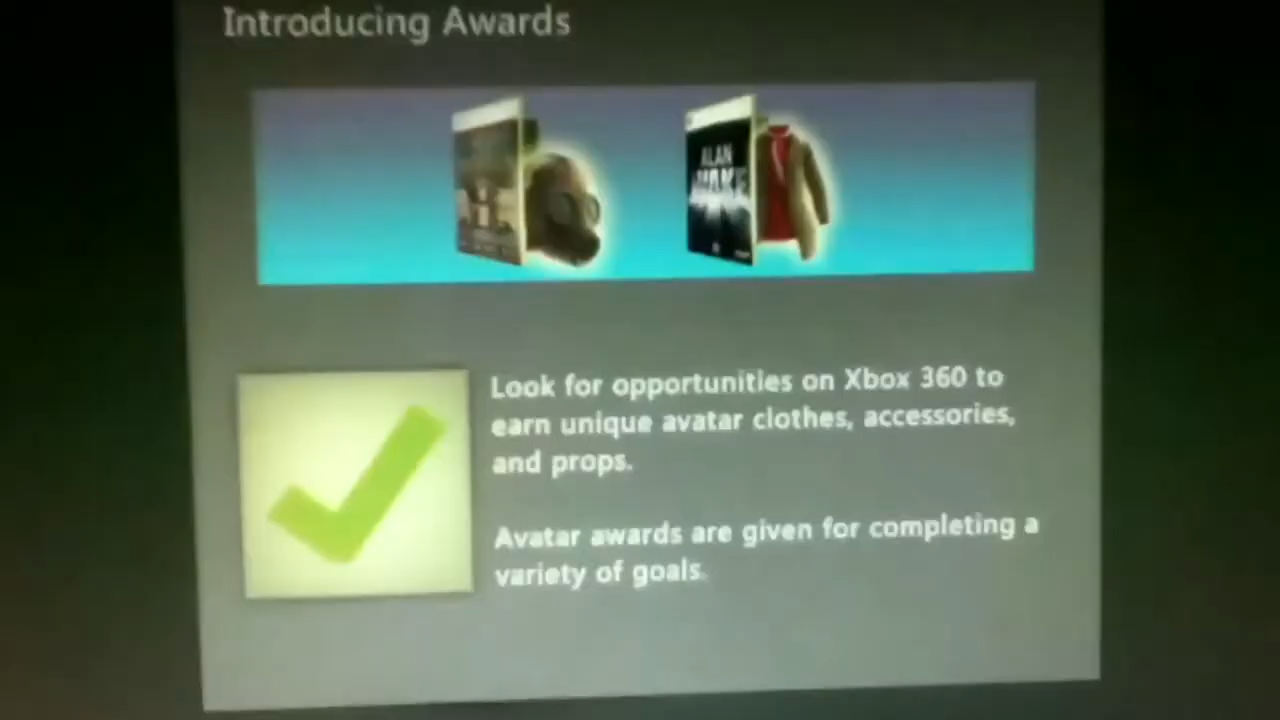 Introducing Awards
ALAN
WAKE
Look for opportunities on Xbox 360 to
earn unique avatar clothes, accessories,
and props.
Avatar awards are given for completing a
variety of goals.